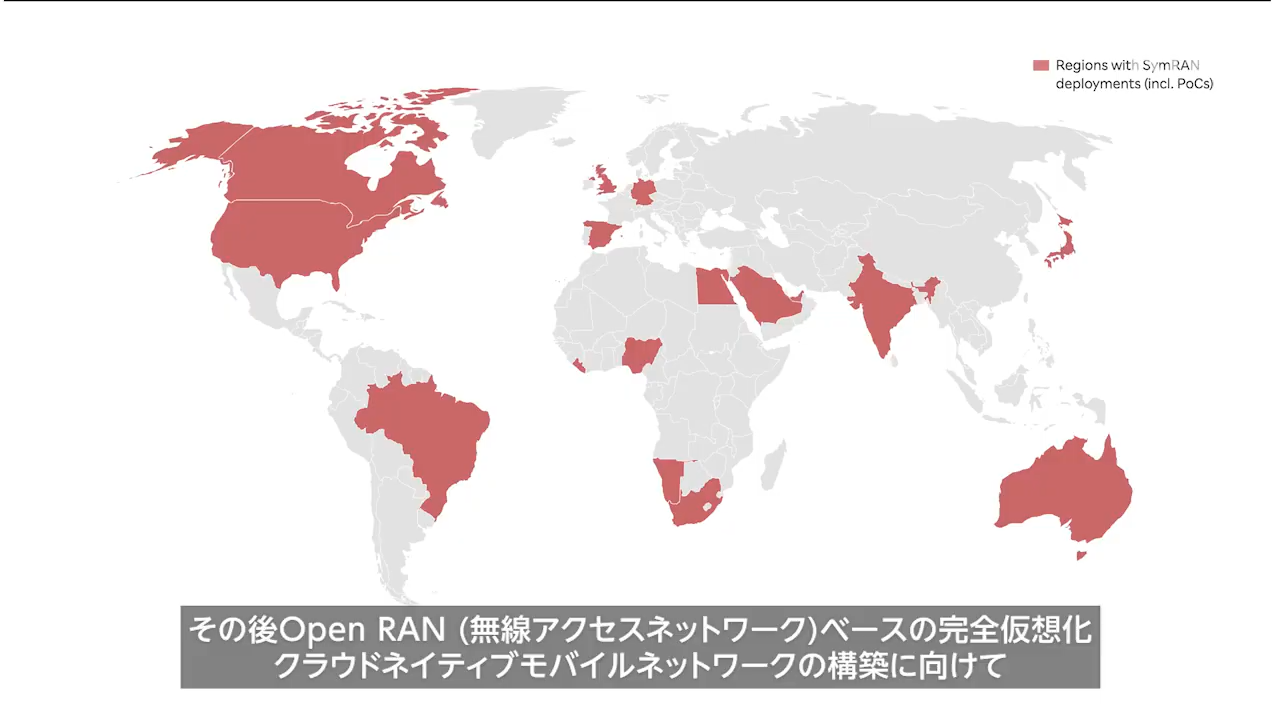 Regions with SymRAN
deployments (incl. PoCs)
その後Open RAN (無線アクセスネットワーク)ベースの完全仮想化
クラウドネイティブモバイルネットワークの構築に向けて